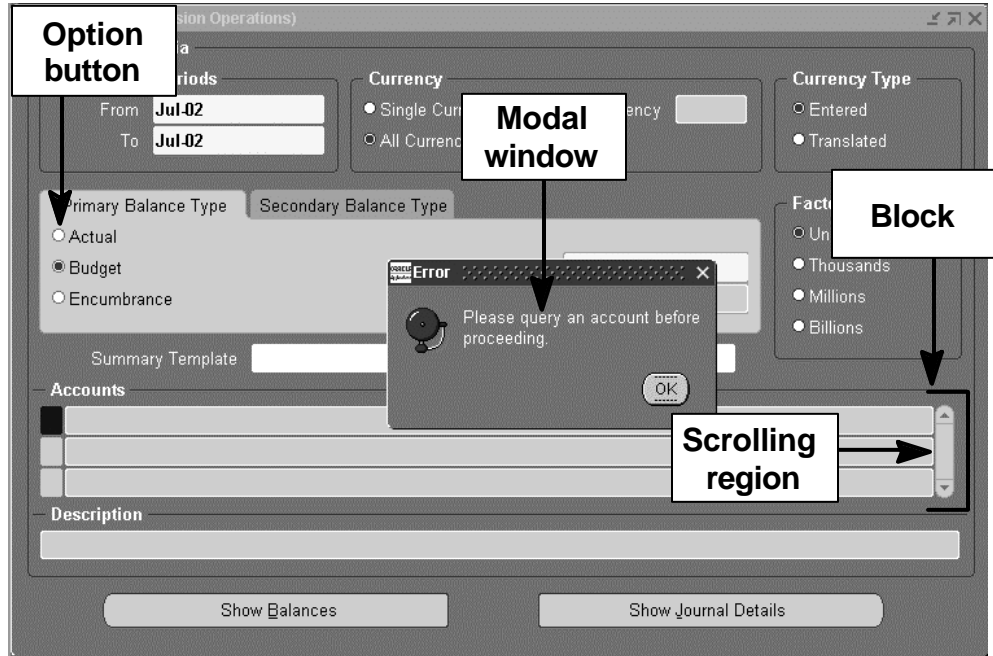 Option button
sion Operations)
ia
riods
From Jul-02
To Jul-02
Currency
Single Cur
ency
All Currenc
Modal window
Currency Type
Entered
Translated
Primary Balance Type
Secondary Balance Type
Actual
Budget
Encumbrance
Block
Fact
Un
Thousands
Millions
Billions
Error
Please query an account before proceeding.
OK
Summary Template
Accounts
Scrolling region
Description
Show Balances
Show Journal Details